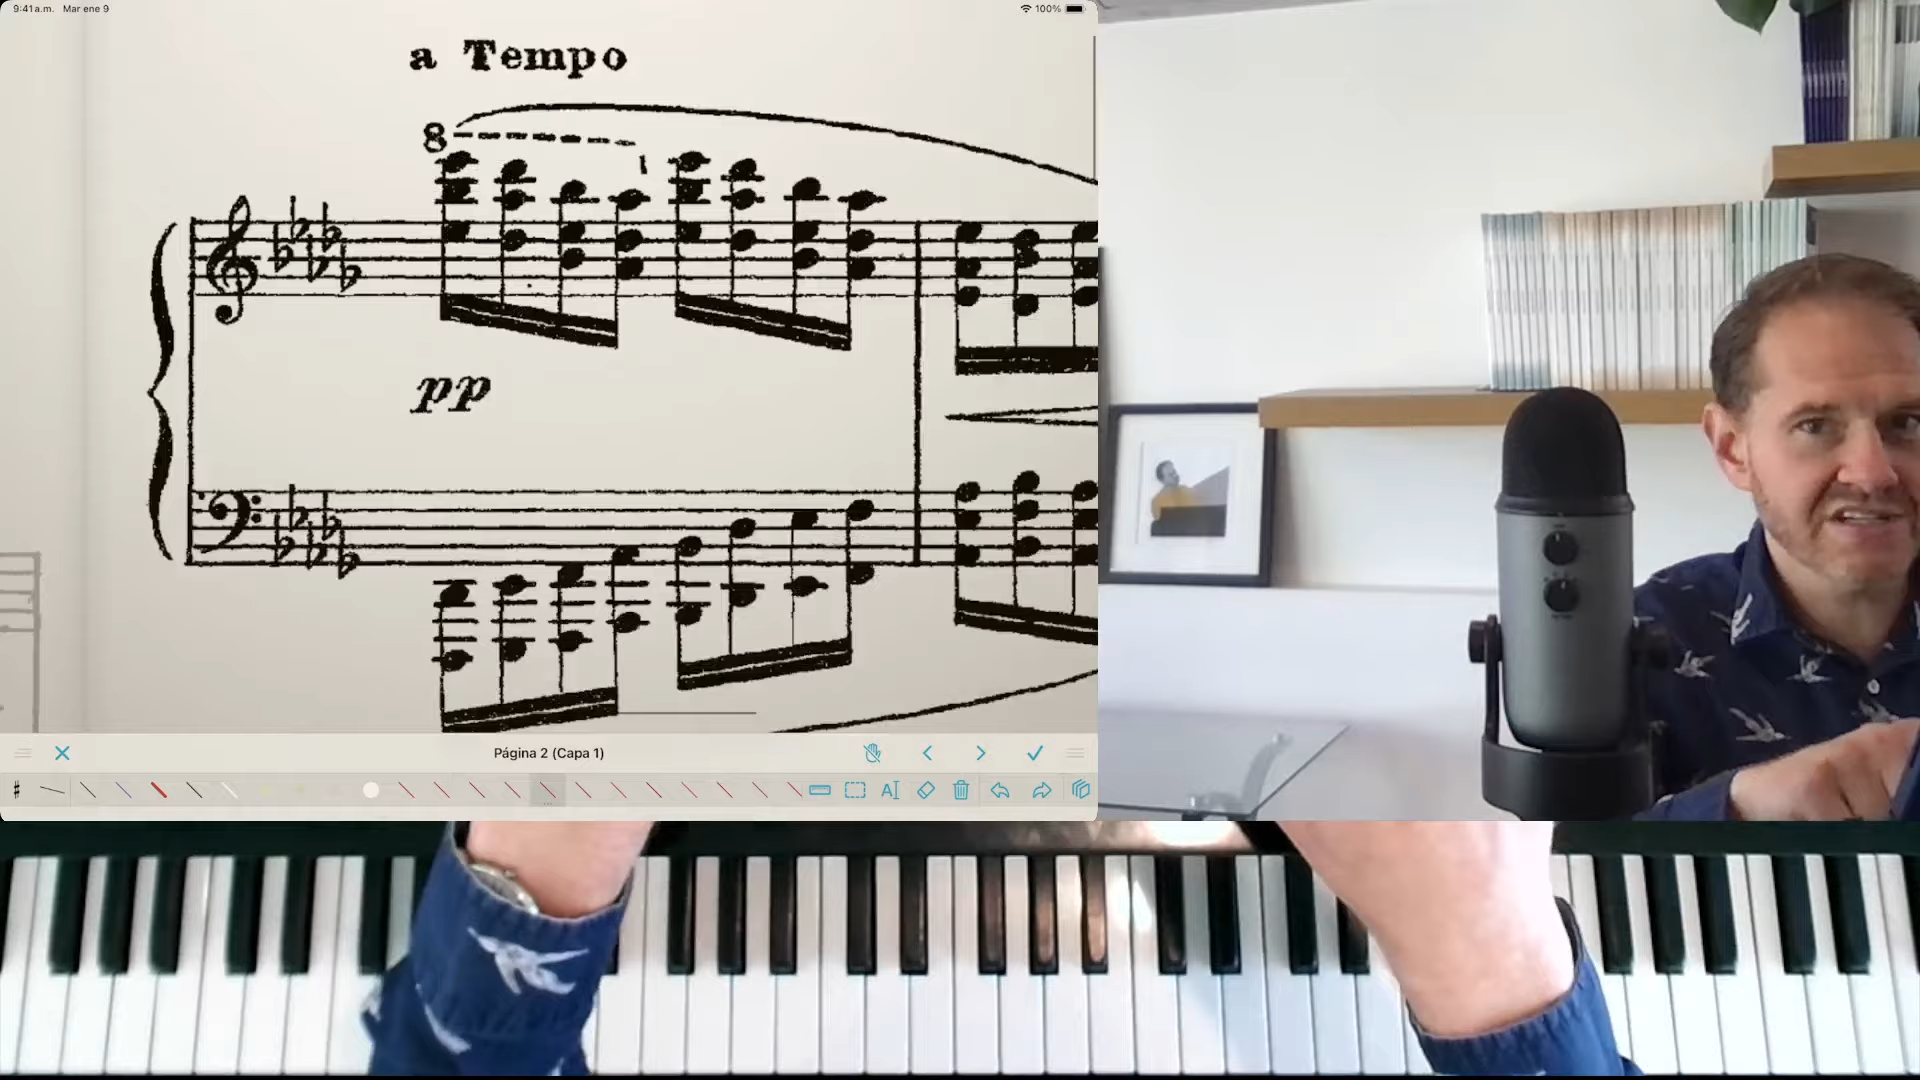 9:41 a.m. Mar ene 9
100%
a Tempo
8
pp
Página 2 (Capa 1)
A